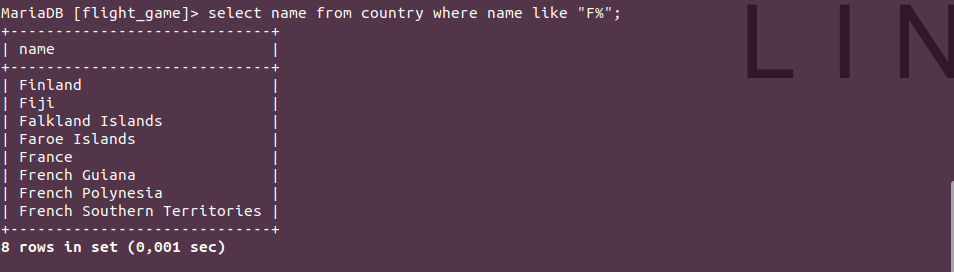 MariaDB [flight_game]> select name from country where name like "F%";
+-----------------------------+
| name                        |
+-----------------------------+
| Finland                     |
| Fiji                        |
| Falkland Islands            |
| Faroe Islands               |
| France                      |
| French Guiana               |
| French Polynesia            |
| French Southern Territories |
+-----------------------------+
8 rows in set (0,001 sec)
L I N